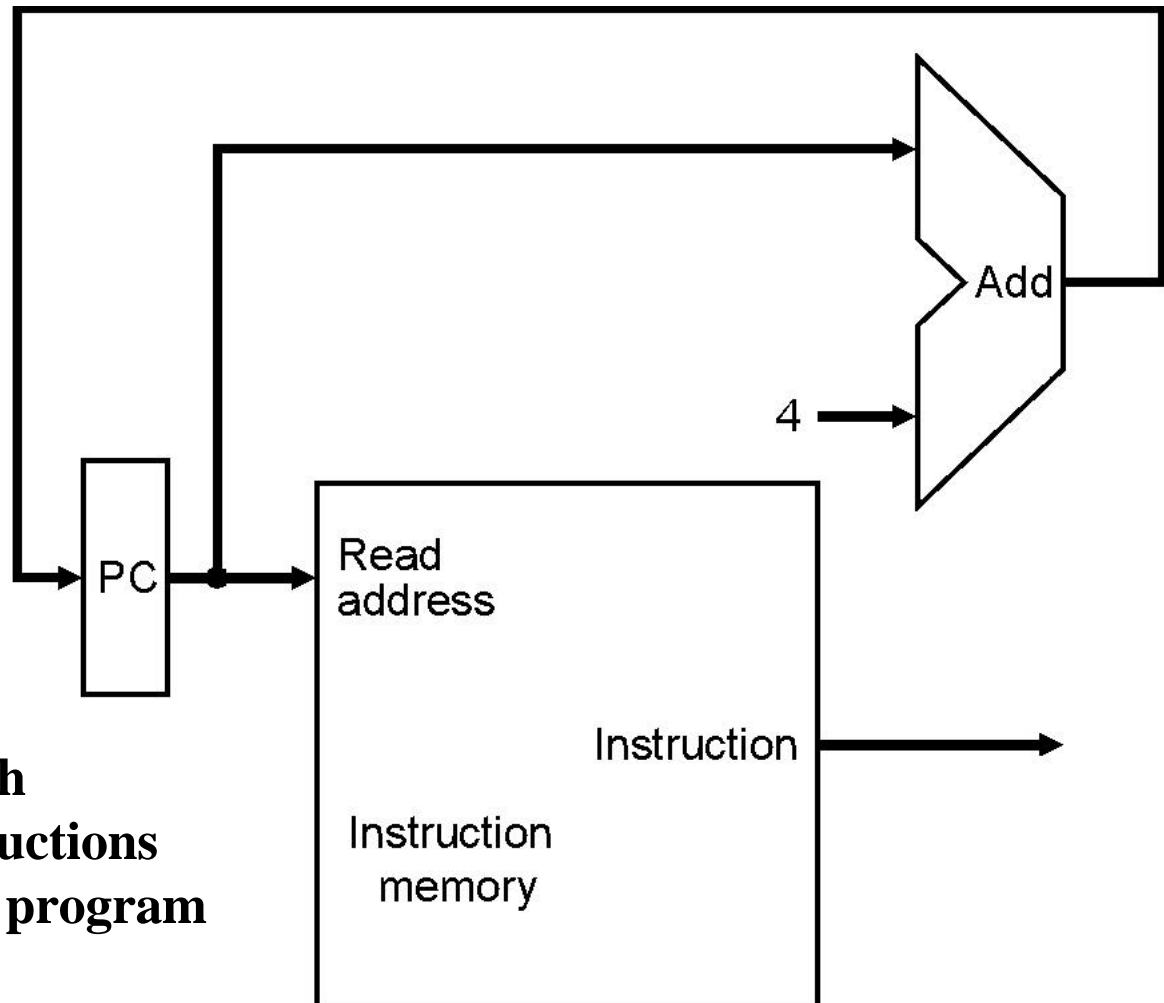 Add
4
PC
Read
address
Instruction
h
uctions
Instruction
memory
program